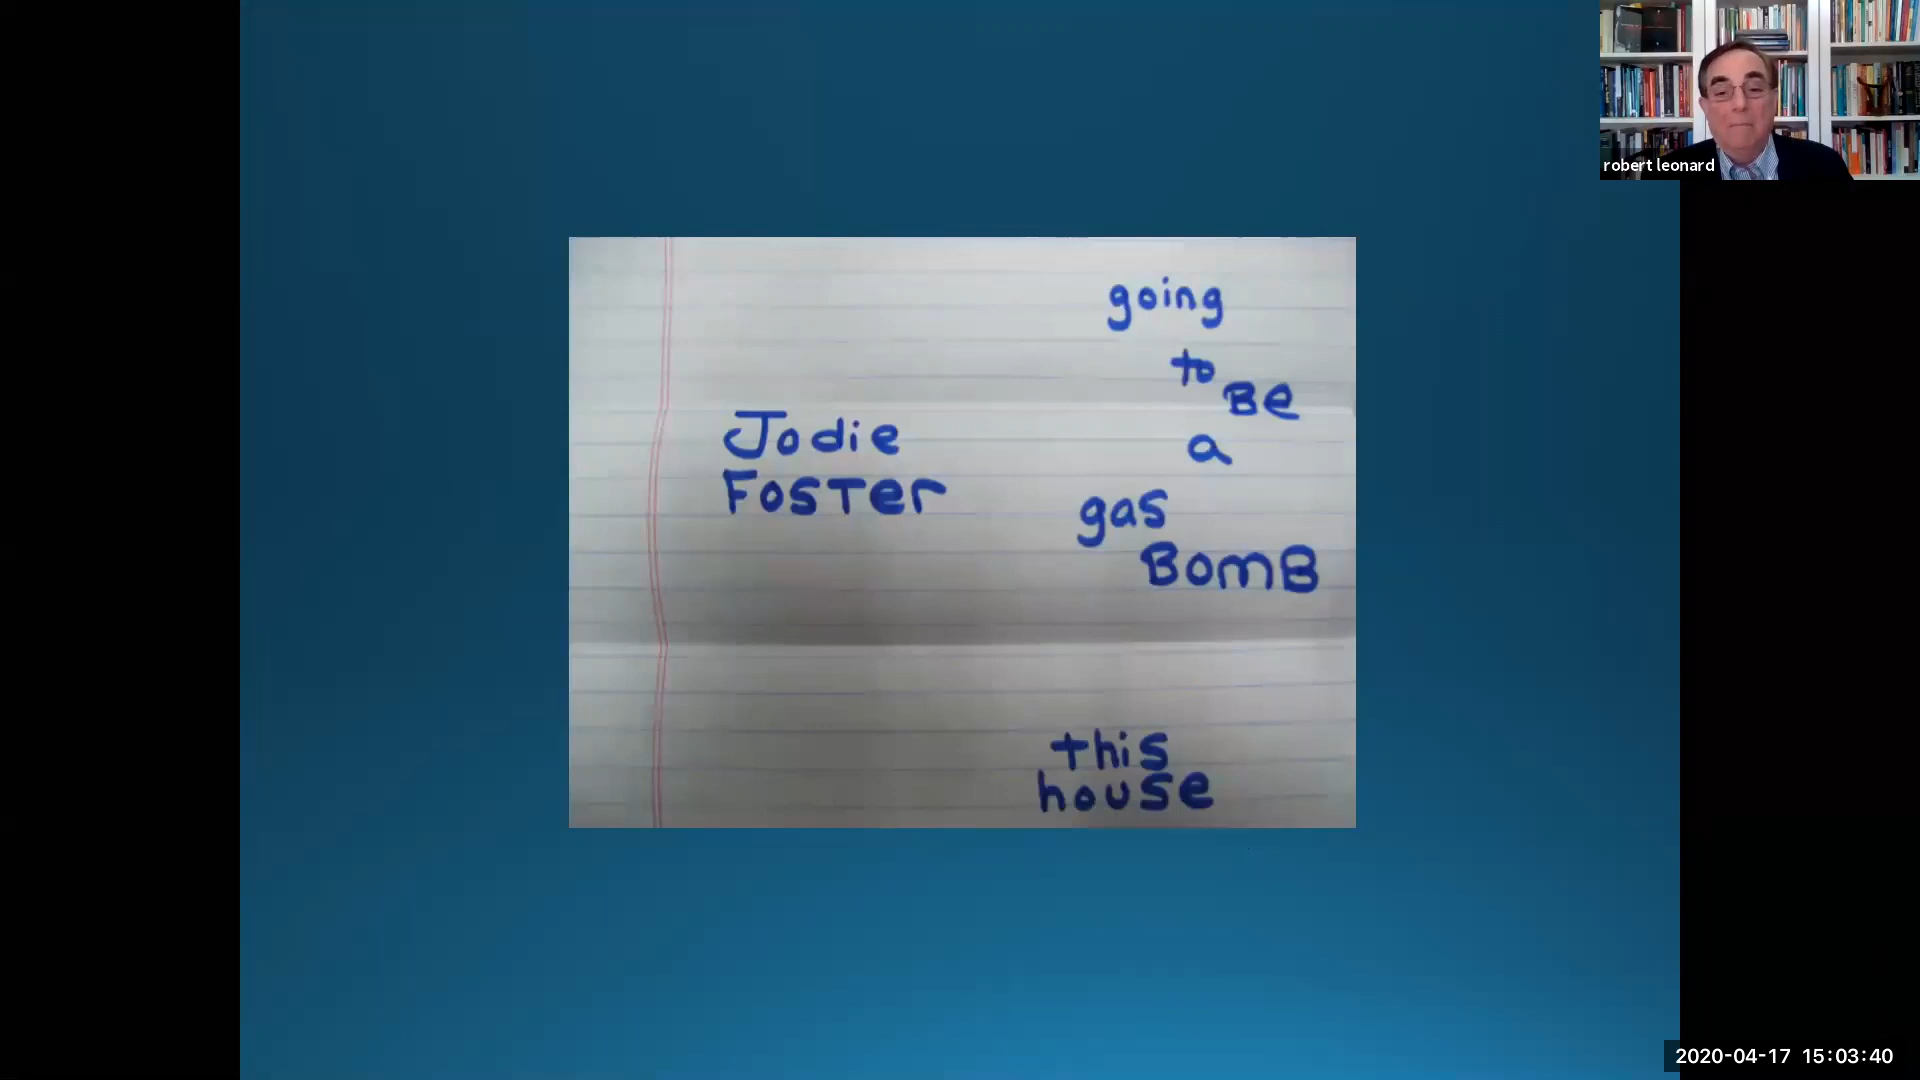 robert leonard
going
to
Be
a
Jodie
FosTer
gas
BomB
this
house
2020-04-17 15:03:40